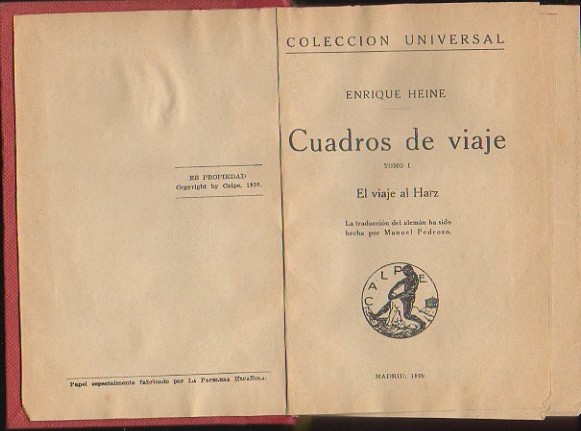 ES PROPIEDAD
Copyright by Calpe, 1920.
Papel especialmente fabricado por LA PAPELERA ESPAÑOLA.
COLECCION UNIVERSAL
ENRIQUE HEINE
Cuadros de viaje
TOMO I
El viaje al Harz
La traducción del alemán ha sido
hecha por Manuel Pedroso.
CALPE
MADRID, 1920